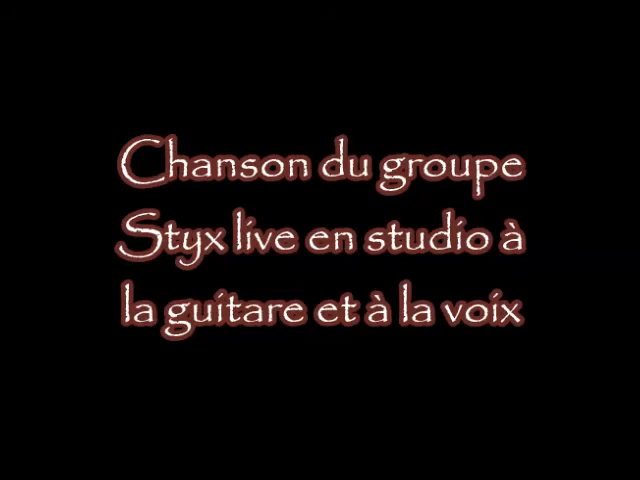 Chanson du groupe
Styx live en studio à
la guitare et à la voix